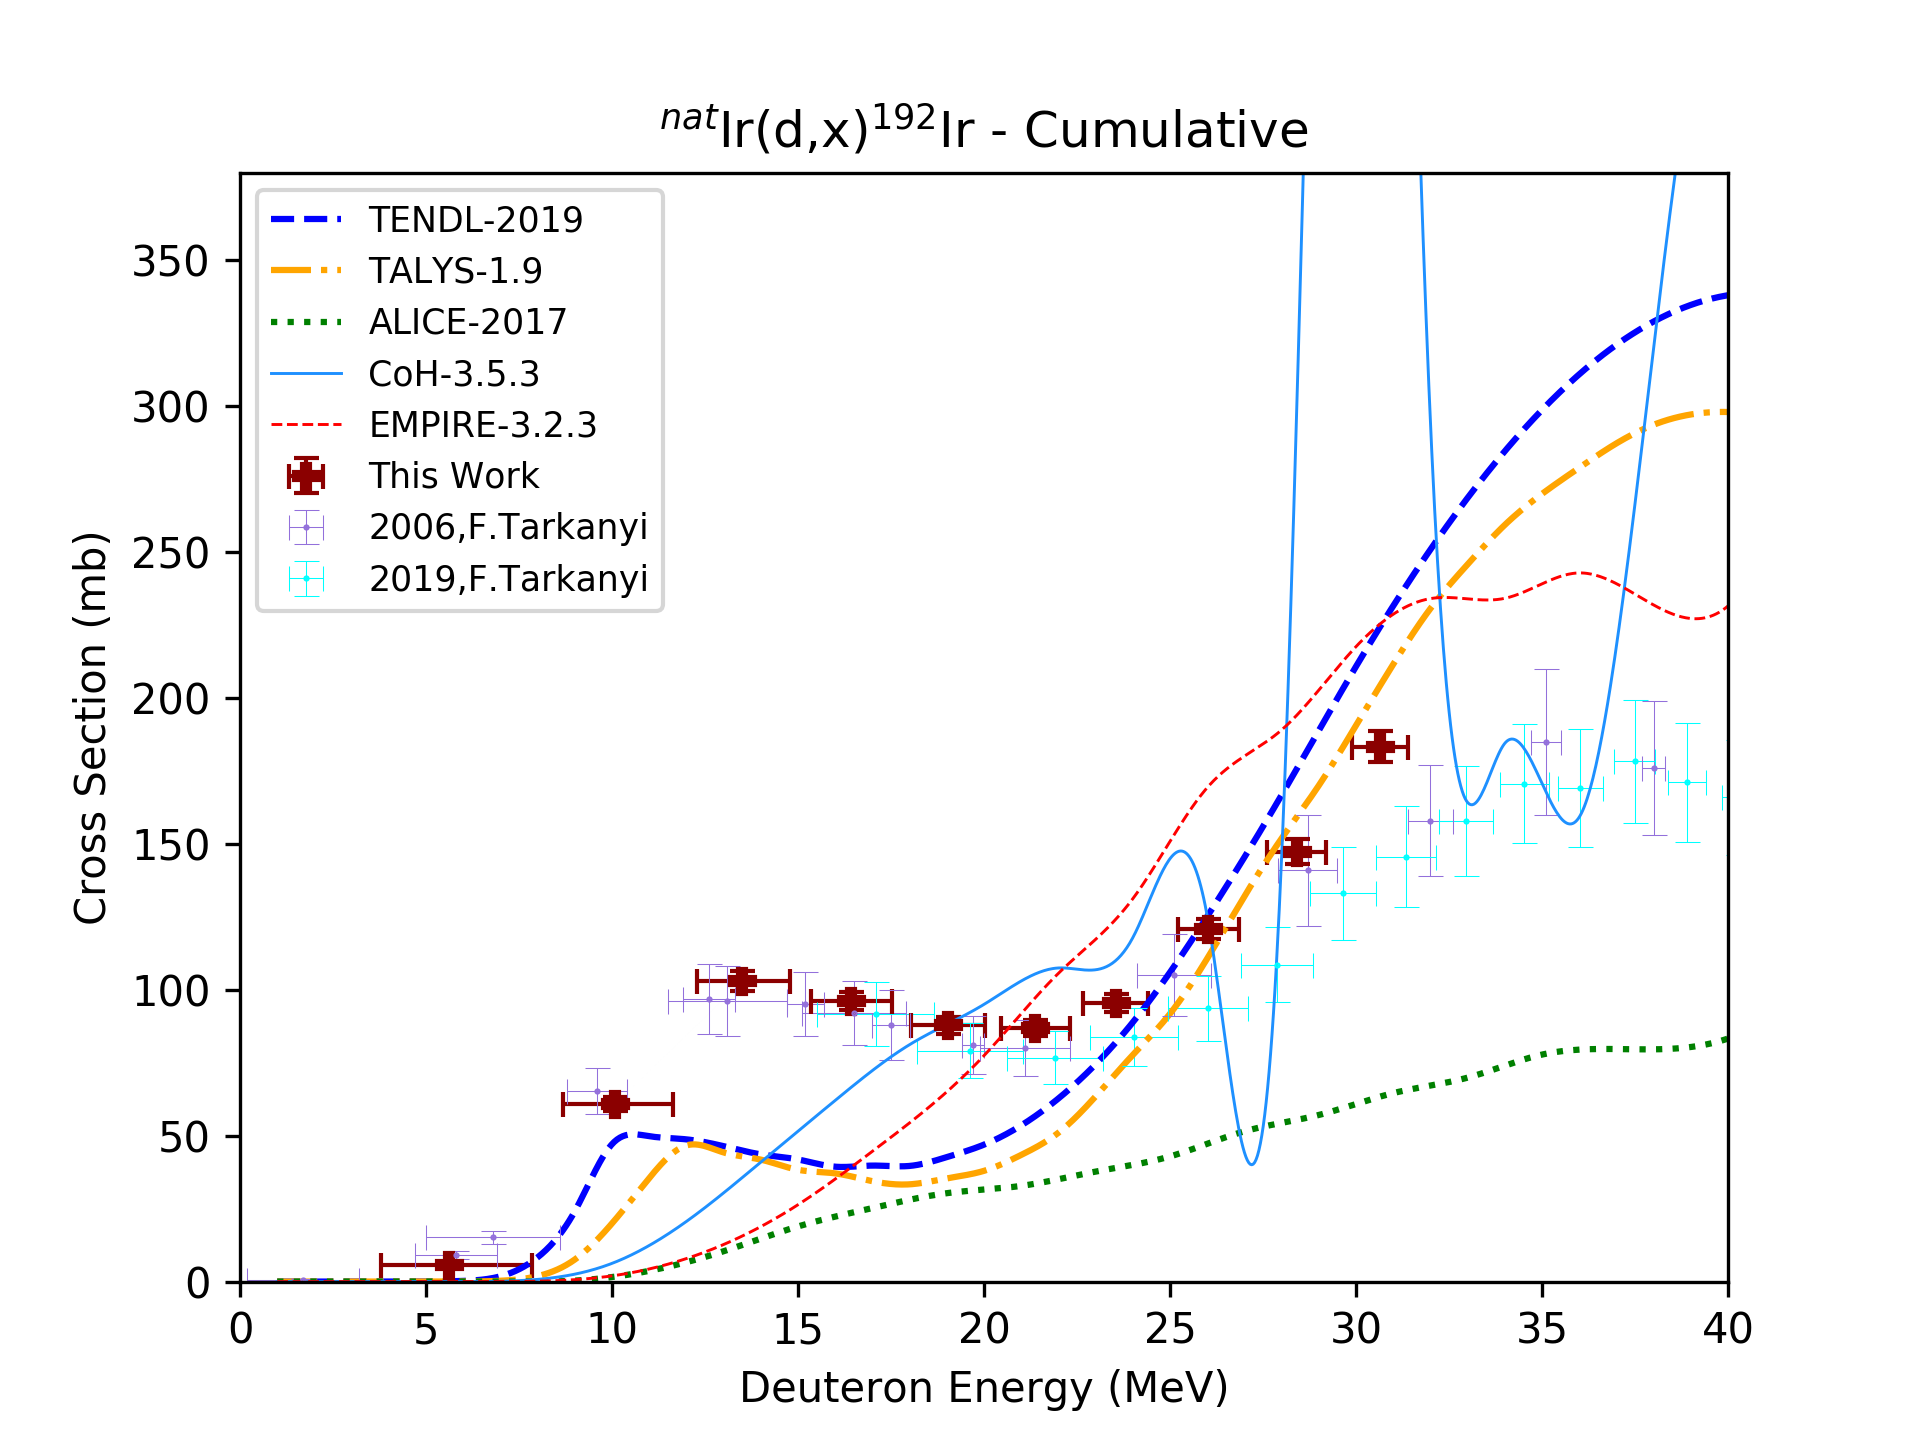 natIr(d,x)192Ir - Cumulative
TENDL-2019
TALYS-1.9
ALICE-2017
CoH-3.5.3
EMPIRE-3.2.3
This Work
2006,F.Tarkanyi
2019,F.Tarkanyi
Cross Section (mb)
350
300
250
200
150
100
50
0
0 5 10 15 20 25 30 35 40
Deuteron Energy (MeV)